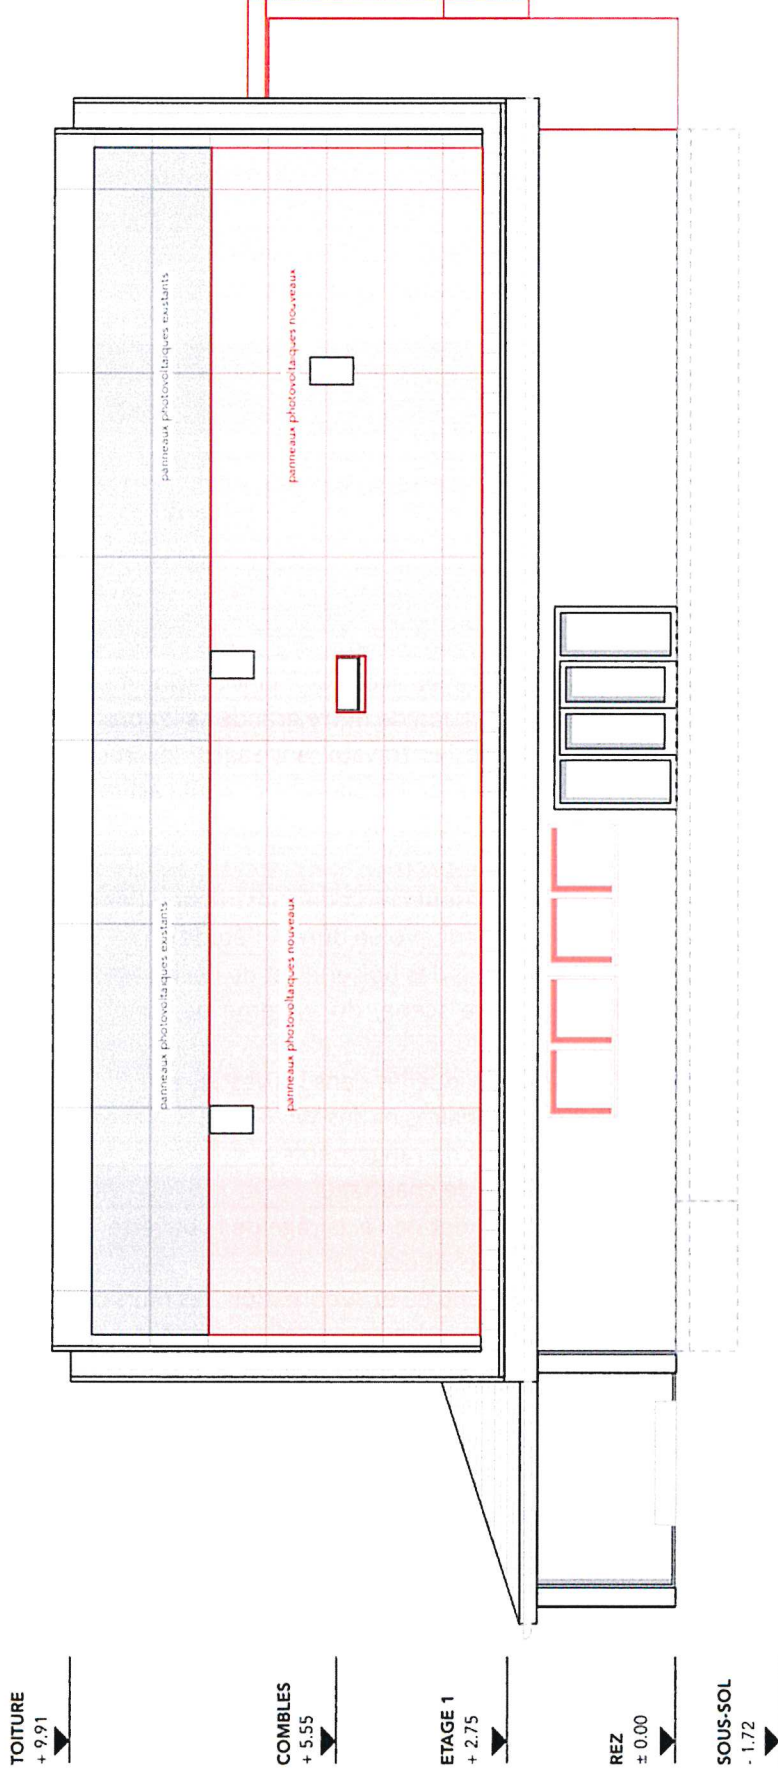 TOITURE
+ 9.91
COMBLES
+ 5.55
ETAGE 1
+ 2.75
REZ
± 0.00
SOUS-SOL
- 1.72
panneaux photovoltaïques existants
panneaux photovoltaïques existants
panneaux photovoltaïques nouveaux
panneaux photovoltaïques nouveaux